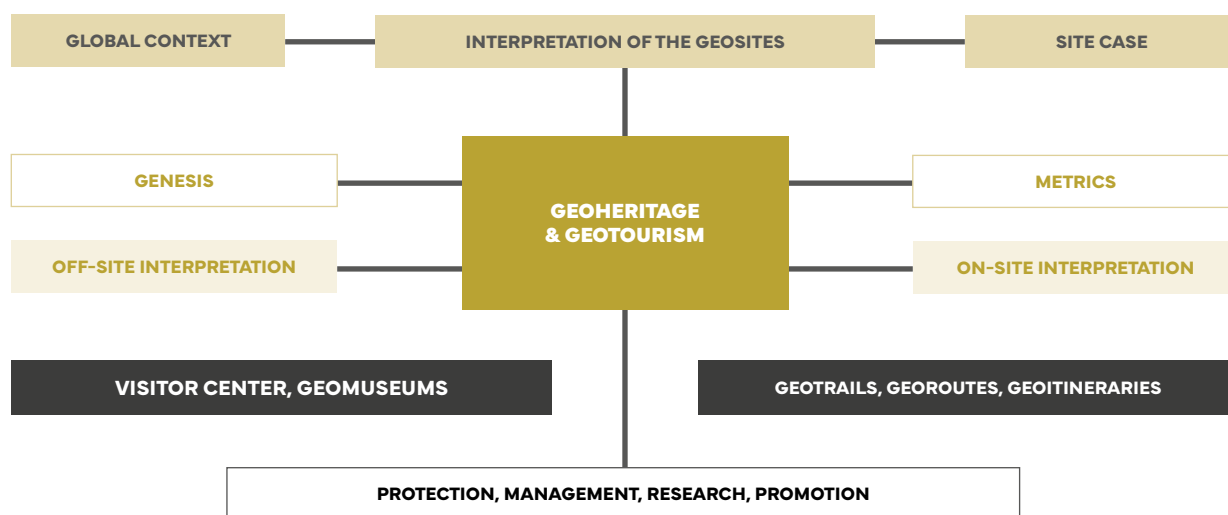 GLOBAL CONTEXT
INTERPRETATION OF THE GEOSITES
SITE CASE
GENESIS
METRICS
GEOHERITAGE
& GEOTOURISM
OFF-SITE INTERPRETATION
ON-SITE INTERPRETATION
VISITOR CENTER, GEOMUSEUMS
GEOTRAILS, GEOROUTES, GEOITINERARIES
PROTECTION, MANAGEMENT, RESEARCH, PROMOTION